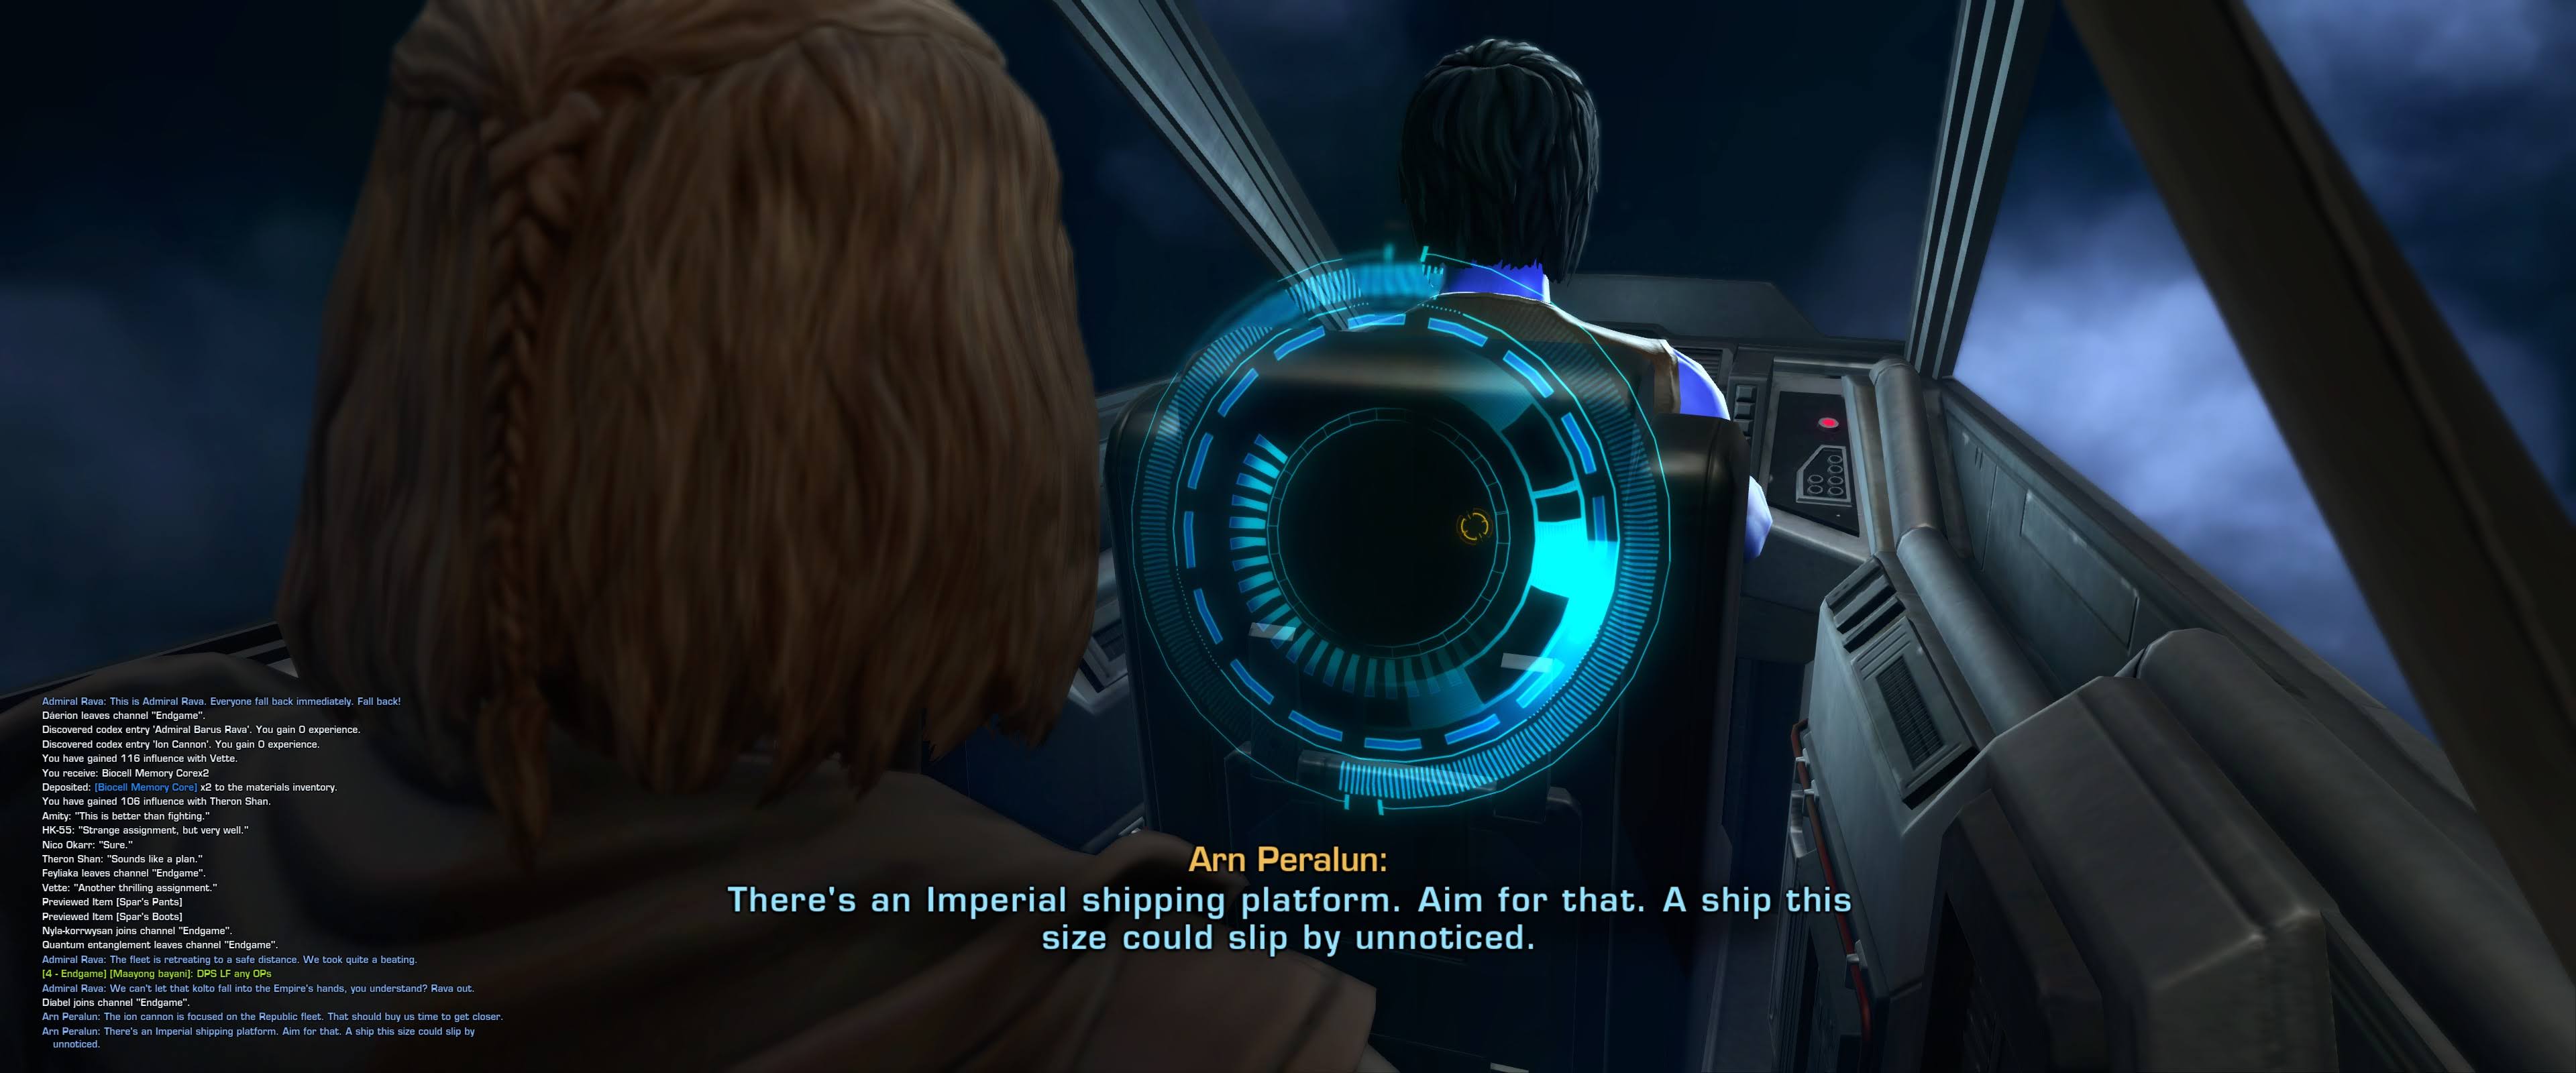 Admiral Rava: This is Admiral Rava. Everyone fall back immediately. Fall back!
Dáerion leaves channel "Endgame".
Discovered codex entry 'Admiral Barus Rava'. You gain 0 experience.
Discovered codex entry 'Ion Cannon'. You gain 0 experience.
You have gained 116 influence with Vette.
You receive: Biocell Memory Corex2
Deposited: [Biocell Memory Core] x2 to the materials inventory.
You have gained 106 influence with Theron Shan.
Amity: "This is better than fighting."
HK-55: "Strange assignment, but very well."
Nico Okarr: "Sure."
Theron Shan: "Sounds like a plan."
Feyliaka leaves channel "Endgame".
Vette: "Another thrilling assignment."
Previewed Item [Spar's Pants]
Previewed Item [Spar's Boots]
Nyla-korrwysan joins channel "Endgame".
Quantum entanglement leaves channel "Endgame".
Admiral Rava: The fleet is retreating to a safe distance. We took quite a beating.
[4 - Endgame] [Maayong bayani]: DPS LF any OPs
Admiral Rava: We can't let that kolto fall into the Empire's hands, you understand? Rava out.
Diabel joins channel "Endgame".
Arn Peralun: The ion cannon is focused on the Republic fleet. That should buy us time to get closer.
Arn Peralun: There's an Imperial shipping platform. Aim for that. A ship this size could slip by
unnoticed.
Arn Peralun:
There's an Imperial shipping platform. Aim for that. A ship this
size could slip by unnoticed.